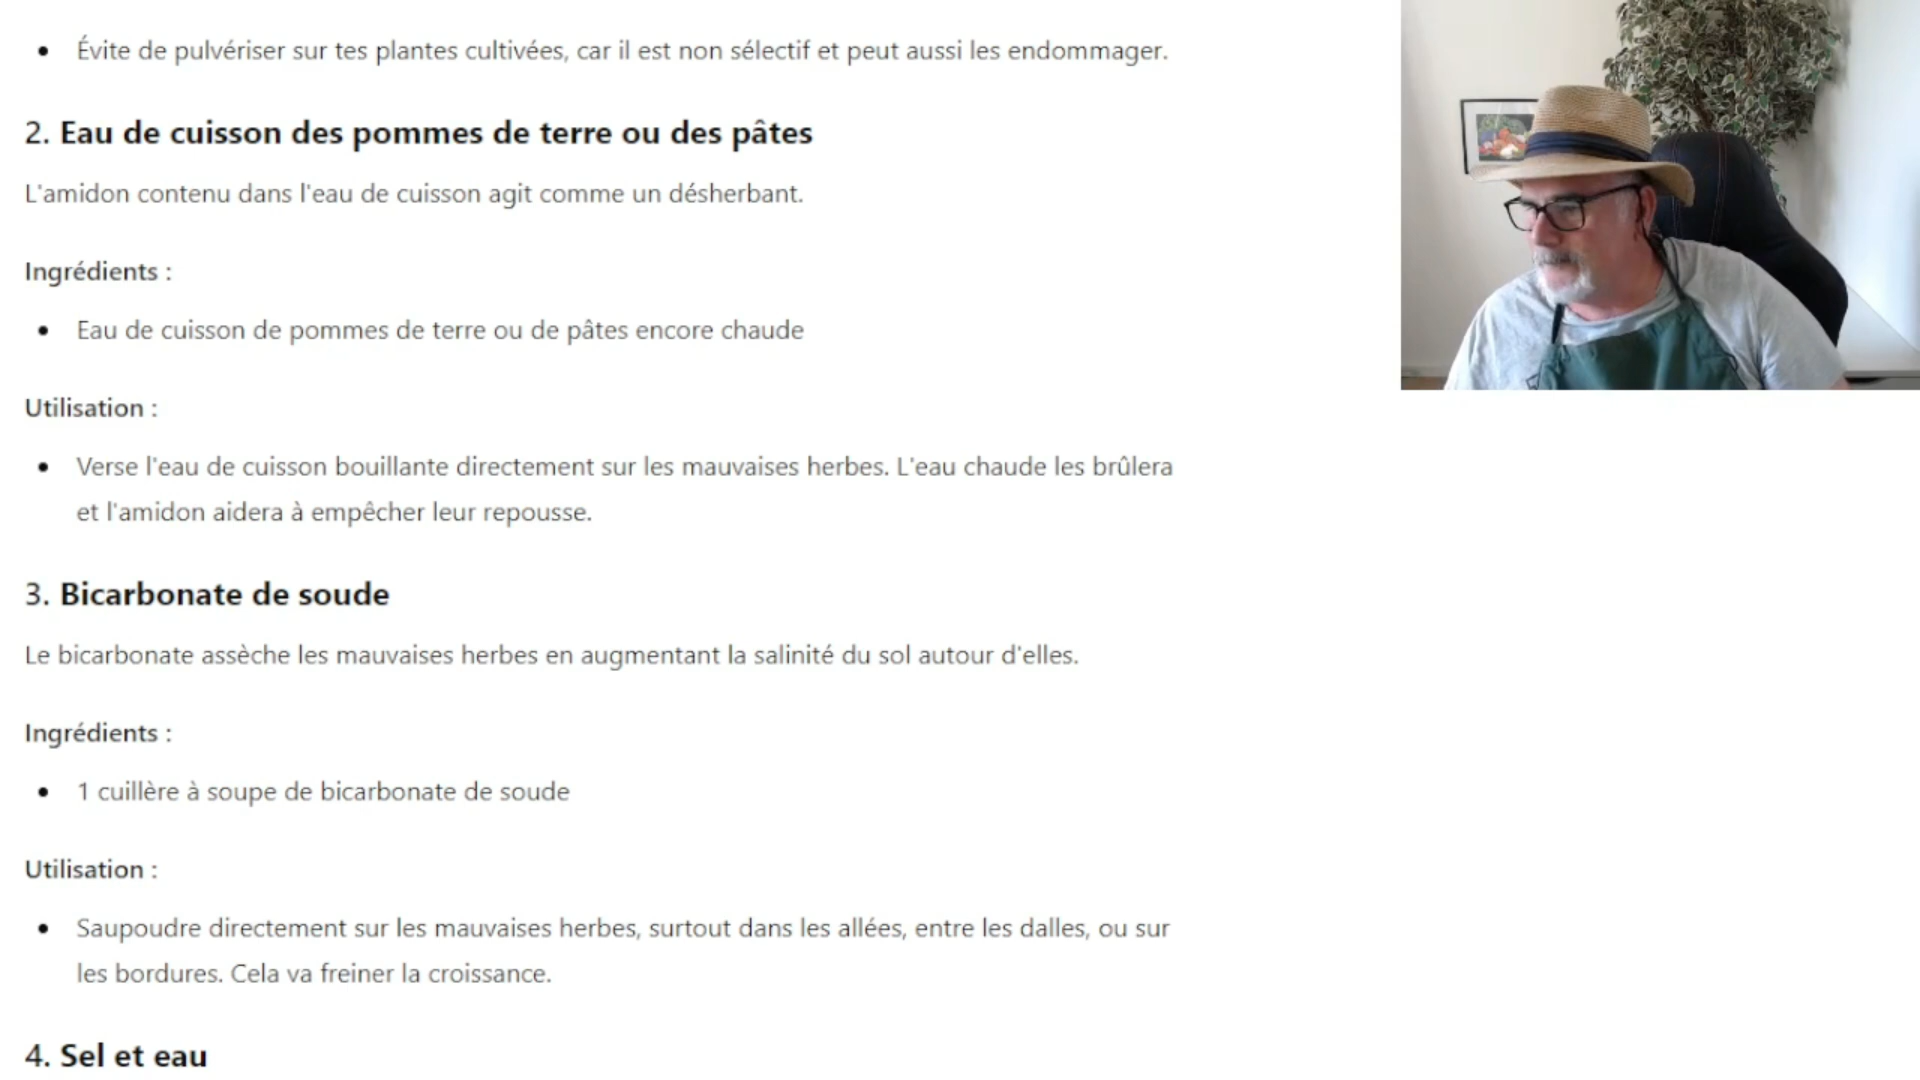 • Évite de pulvériser sur tes plantes cultivées, car il est non sélectif et peut aussi les endommager.
2. Eau de cuisson des pommes de terre ou des pâtes
L'amidon contenu dans l'eau de cuisson agit comme un désherbant.
Ingrédients :
• Eau de cuisson de pommes de terre ou de pâtes encore chaude
Utilisation :
• Verse l'eau de cuisson bouillante directement sur les mauvaises herbes. L'eau chaude les brûlera
et l'amidon aidera à empêcher leur repousse.
3. Bicarbonate de soude
Le bicarbonate assèche les mauvaises herbes en augmentant la salinité du sol autour d'elles.
Ingrédients :
• 1 cuillère à soupe de bicarbonate de soude
Utilisation :
• Saupoudre directement sur les mauvaises herbes, surtout dans les allées, entre les dalles, ou sur
les bordures. Cela va freiner la croissance.
4. Sel et eau